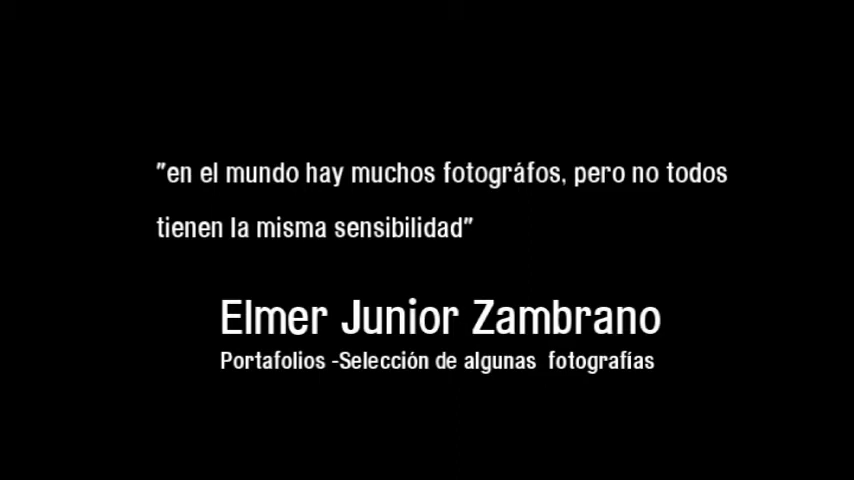 "en el mundo hay muchos fotográfos, pero no todos
tienen la misma sensibilidad"
Elmer Junior Zambrano
Portafolios -Selección de algunas  fotografías